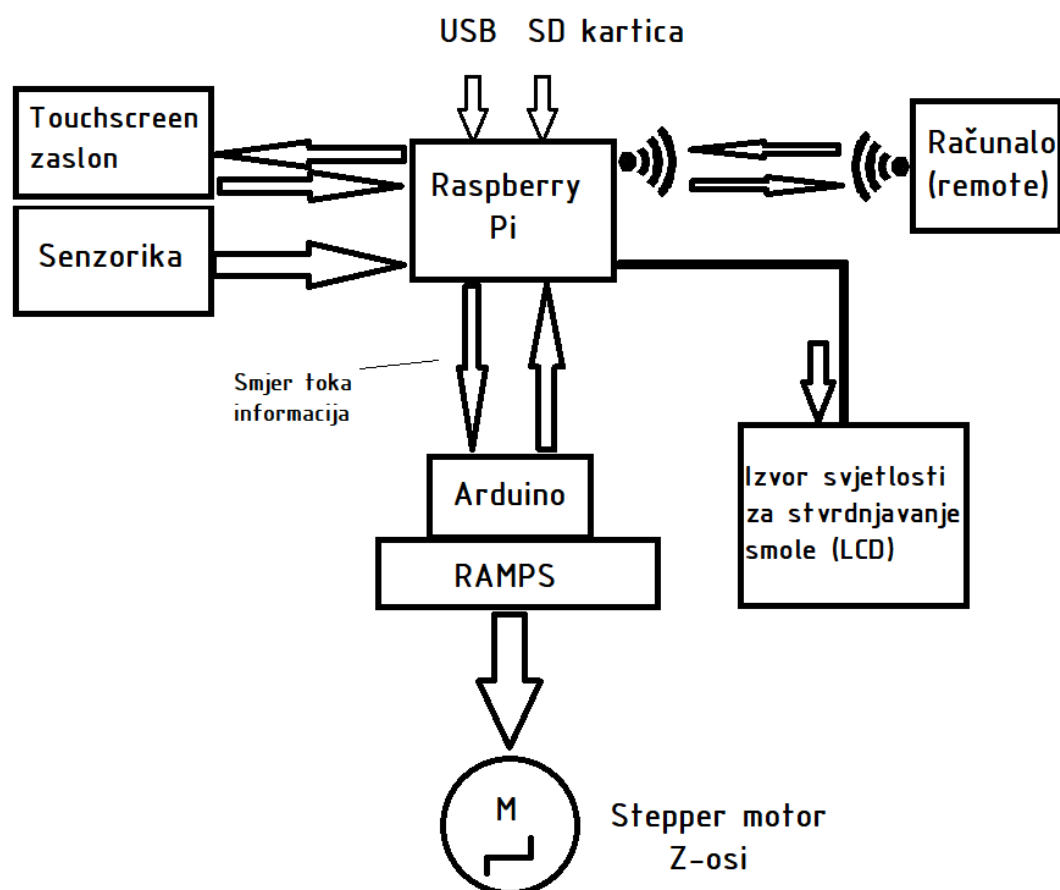 USB SD kartica
Touchscreen
zaslon
Raspberry
Pi
Računalo
(remote)
Senzorika
Smjer toka
informacija
Arduino
RAMPS
Izvor svjetlosti
za stvrdnjavanje
smole (LCD)
M
Stepper motor
Z-osi